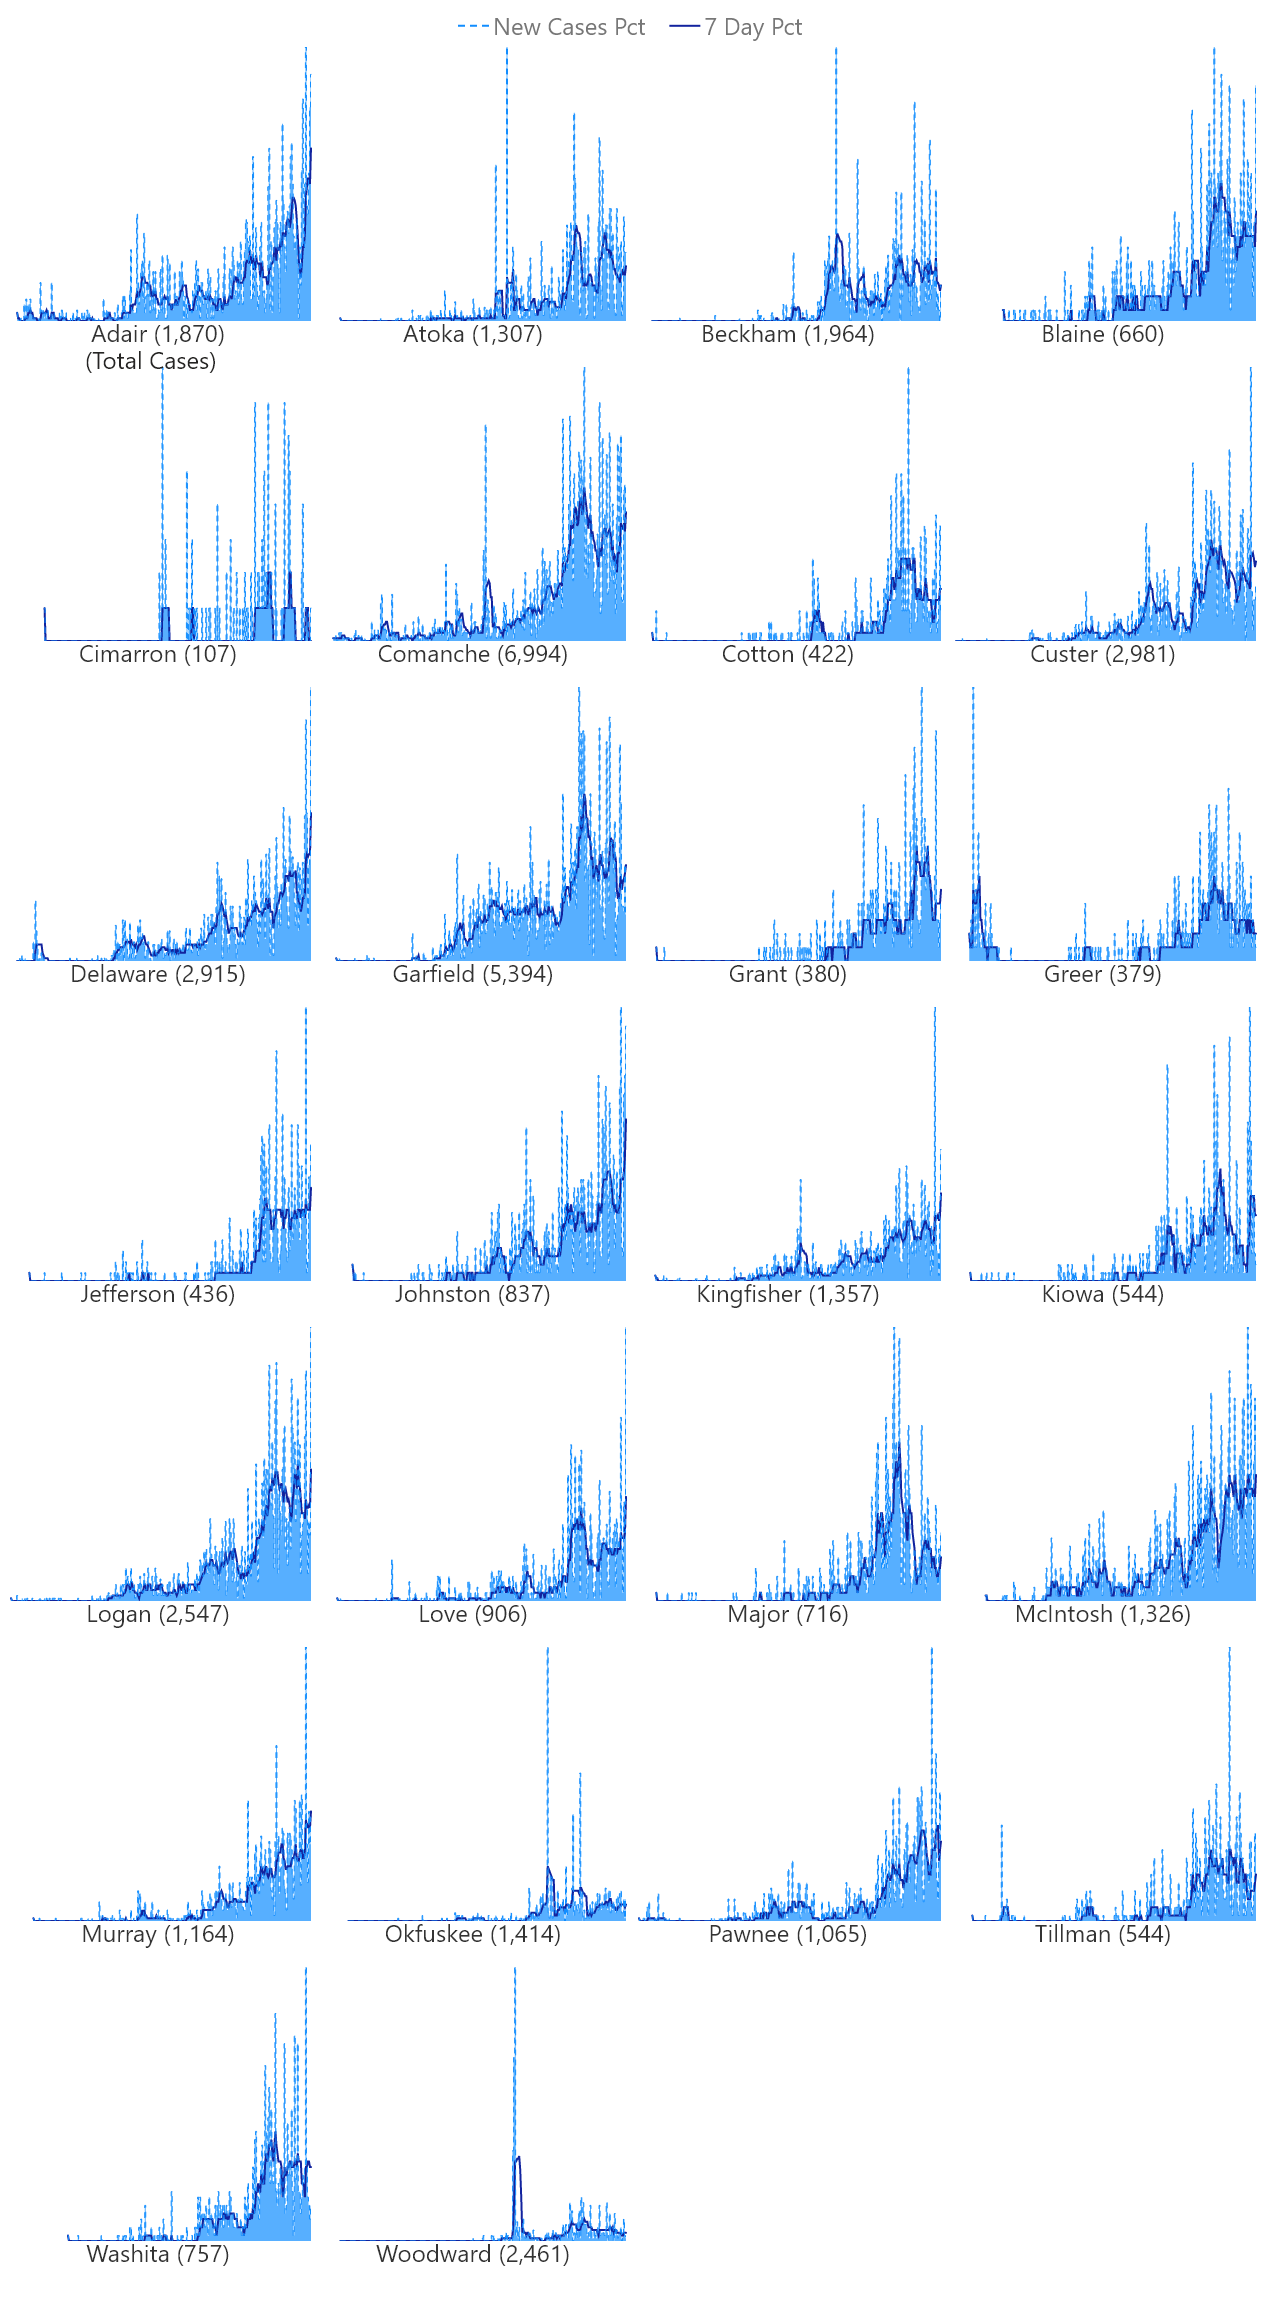 New Cases Pct 7 Day Pct
Adair (1,870) Atoka (1,307) Beckham (1,964) Blaine (660)
(Total Cases)
Cimarron (107) Comanche (6,994) Cotton (422) Custer (2,981)
Delaware (2,915) Garfield (5,394) Grant (380) Greer (379)
Jefferson (436) Johnston (837) Kingfisher (1,357) Kiowa (544)
Logan (2,547) Love (906) Major (716) McIntosh (1,326)
Murray (1,164) Okfuskee (1,414) Pawnee (1,065) Tillman (544)
Washita (757) Woodward (2,461)